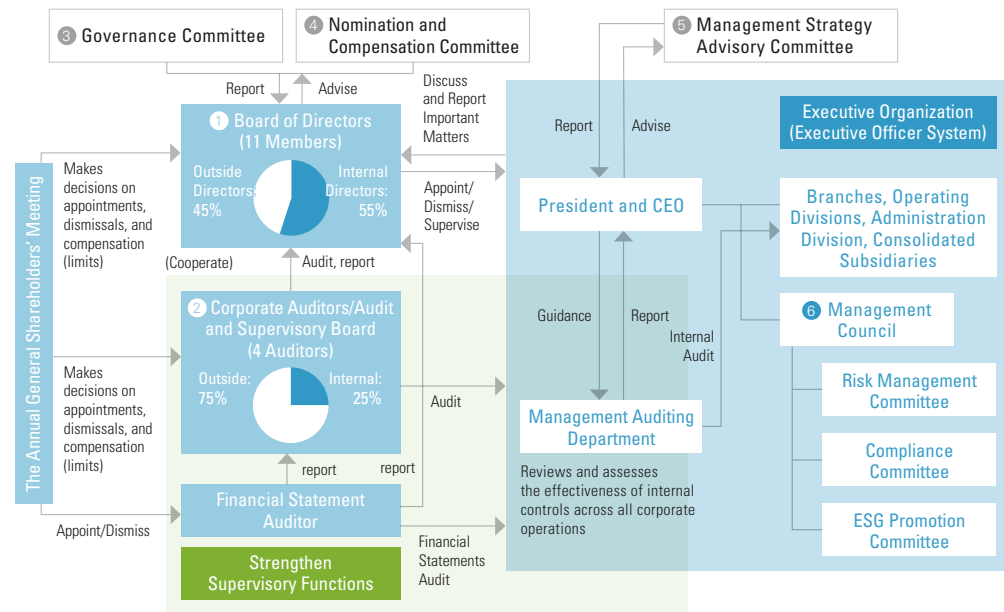 3 Governance Committee
4 Nomination and
Compensation Committee
5 Management Strategy
Advisory Committee
Report
Advise
Discuss
and Report
Important
Matters
1 Board of Directors
(11 Members)
Outside
Directors:
45%
Internal
Directors:
55%
Appoint/
Dismiss/
Supervise
The Annual General Shareholders' Meeting
Makes
decisions on
appointments,
dismissals, and
compensation
(limits)
(Cooperate)
Audit, report
2 Corporate Auditors/Audit
and Supervisory Board
(4 Auditors)
Outside:
75%
Internal:
25%
Makes
decisions on
appointments,
dismissals, and
compensation
(limits)
Audit
report
report
Financial Statement
Auditor
Appoint/Dismiss
Financial
Statements
Audit
Strengthen
Supervisory Functions
Executive Organization
(Executive Officer System)
Report
Advise
President and CEO
Branches, Operating
Divisions, Administration
Division, Consolidated
Subsidiaries
Guidance
Report
Internal
Audit
6 Management
Council
Management Auditing
Department
Reviews and assesses
the effectiveness of internal
controls across all corporate
operations
Risk Management
Committee
Compliance
Committee
ESG Promotion
Committee